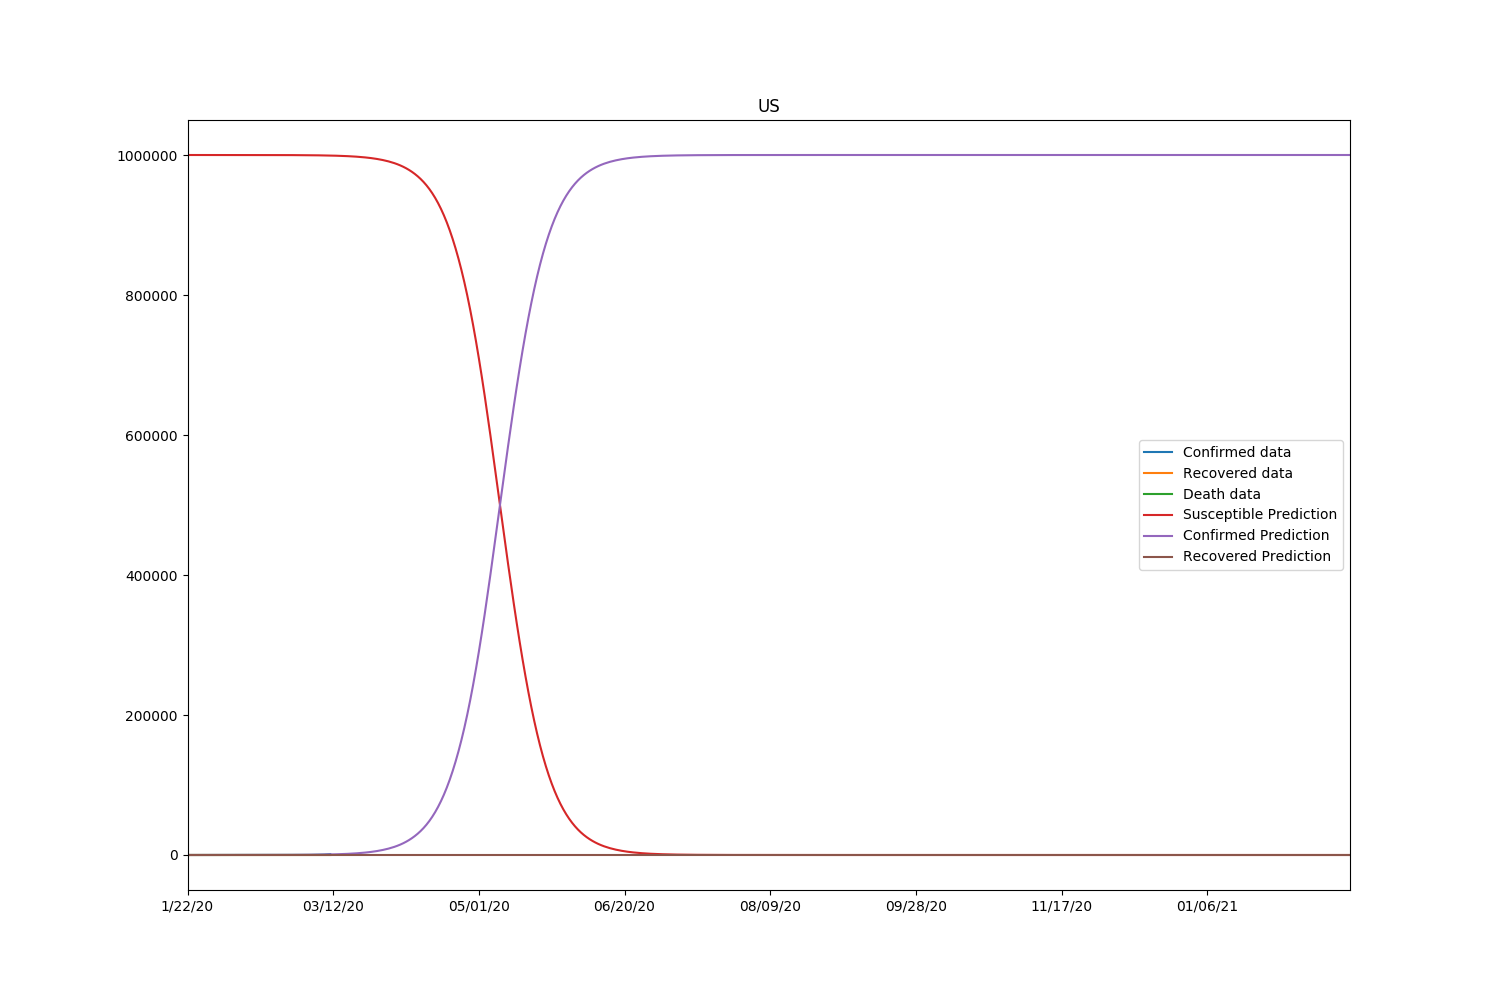 US
1000000
800000
600000
400000
200000
0
1/22/20 03/12/20 05/01/20 06/20/20 08/09/20 09/28/20 11/17/20 01/06/21
Confirmed data
Recovered data
Death data
Susceptible Prediction
Confirmed Prediction
Recovered Prediction